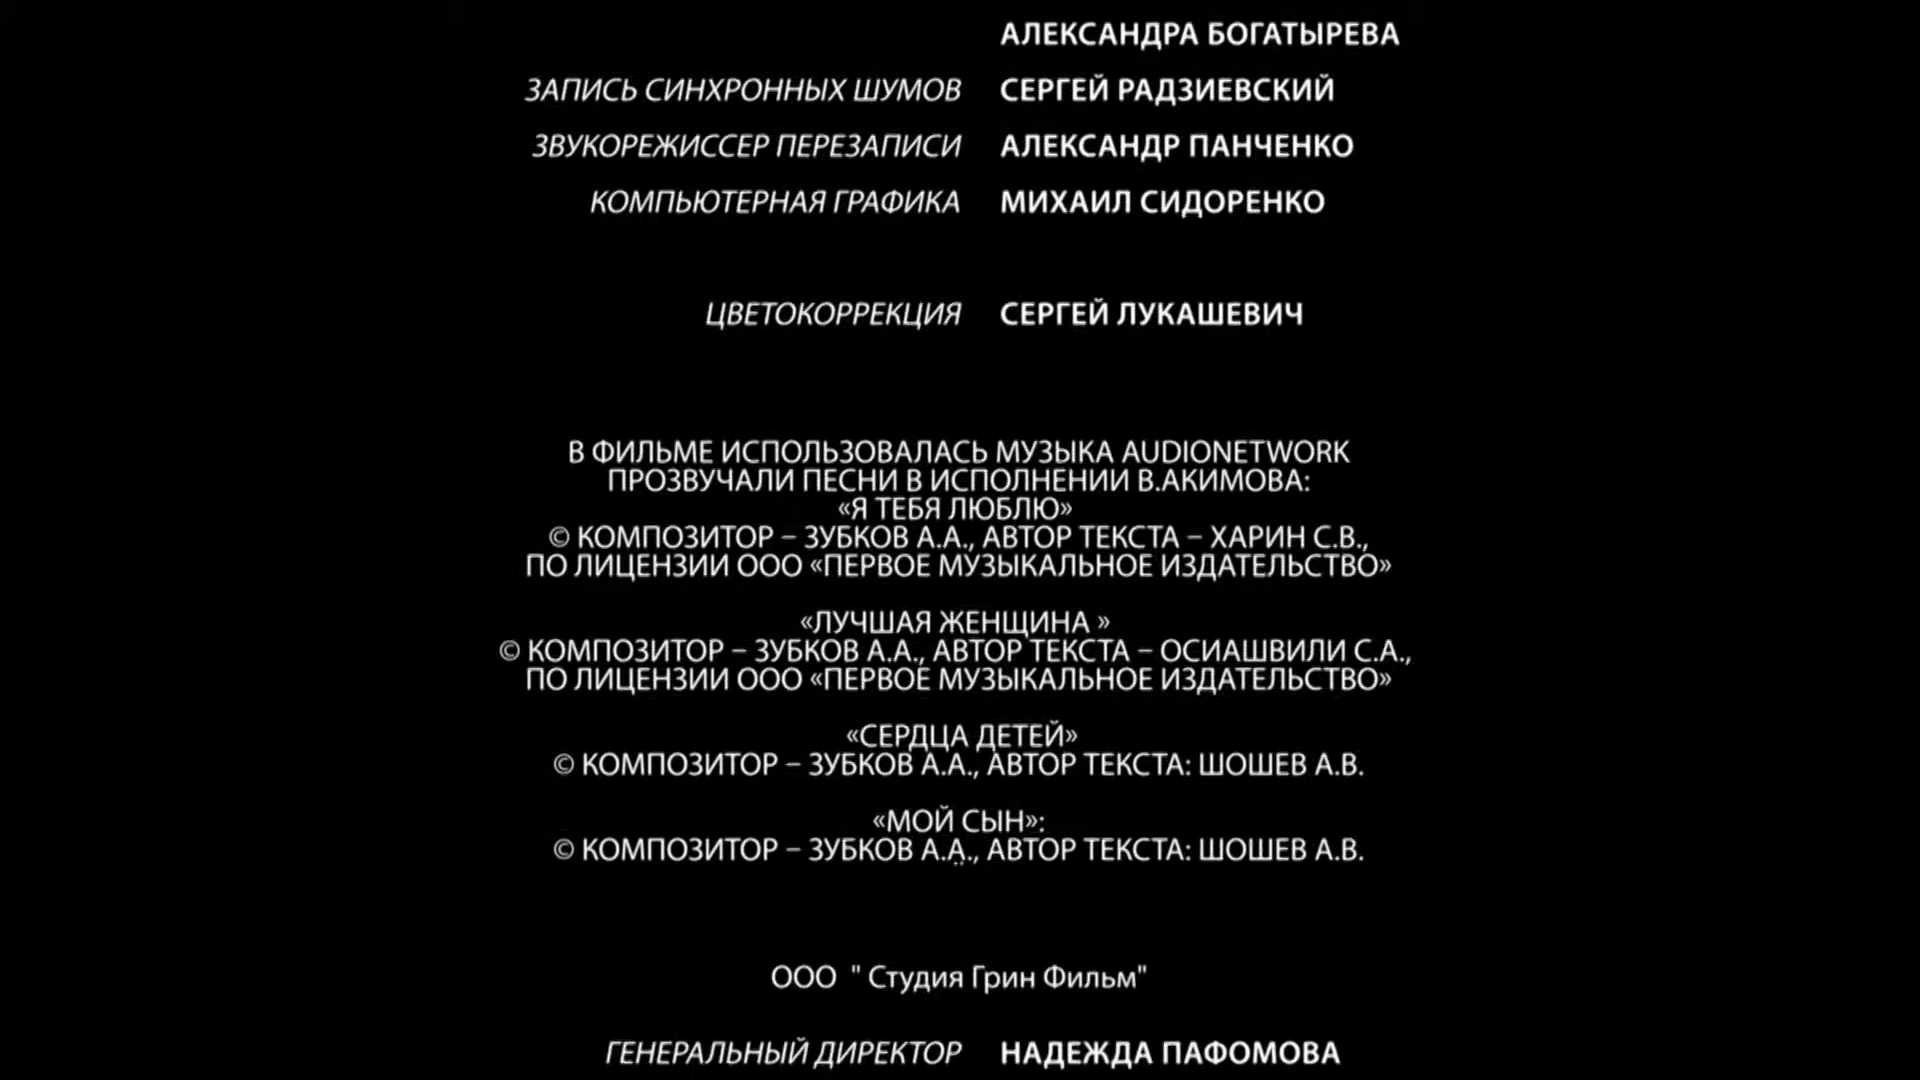 АЛЕКСАНДРА БОГАТЫРЕВА
ЗАПИСЬ СИНХРОННЫХ ШУМОВ СЕРГЕЙ РАДЗИЕВСКИЙ
ЗВУКОРЕЖИССЕР ПЕРЕЗАПИСИ АЛЕКСАНДР ПАНЧЕНКО
КОМПЬЮТЕРНАЯ ГРАФИКА МИХАИЛ СИДОРЕНКО
ЦВЕТОКОРРЕКЦИЯ СЕРГЕЙ ЛУКАШЕВИЧ
В ФИЛЬМЕ ИСПОЛЬЗОВАЛАСЬ МУЗЫКА AUDIONETWORK
ПРОЗВУЧАЛИ ПЕСНИ В ИСПОЛНЕНИИ В.АКИМОВА:
«Я ТЕБЯ ЛЮБЛЮ»
© КОМПОЗИТОР – ЗУБКОВ А.А., АВТОР ТЕКСТА – ХАРИН С.В.,
ПО ЛИЦЕНЗИИ ООО «ПЕРВОЕ МУЗЫКАЛЬНОЕ ИЗДАТЕЛЬСТВО»
«ЛУЧШАЯ ЖЕНЩИНА »
© КОМПОЗИТОР – ЗУБКОВ А.А., АВТОР ТЕКСТА – ОСИАШВИЛИ С.А.,
ПО ЛИЦЕНЗИИ ООО «ПЕРВОЕ МУЗЫКАЛЬНОЕ ИЗДАТЕЛЬСТВО»
«СЕРДЦА ДЕТЕЙ»
© КОМПОЗИТОР – ЗУБКОВ А.А., АВТОР ТЕКСТА: ШОШЕВ А.В.
«МОЙ СЫН»:
© КОМПОЗИТОР – ЗУБКОВ А.А., АВТОР ТЕКСТА: ШОШЕВ А.В.
ООО " Студия Грин Фильм"
ГЕНЕРАЛЬНЫЙ ДИРЕКТОР НАДЕЖДА ПАФОМОВА